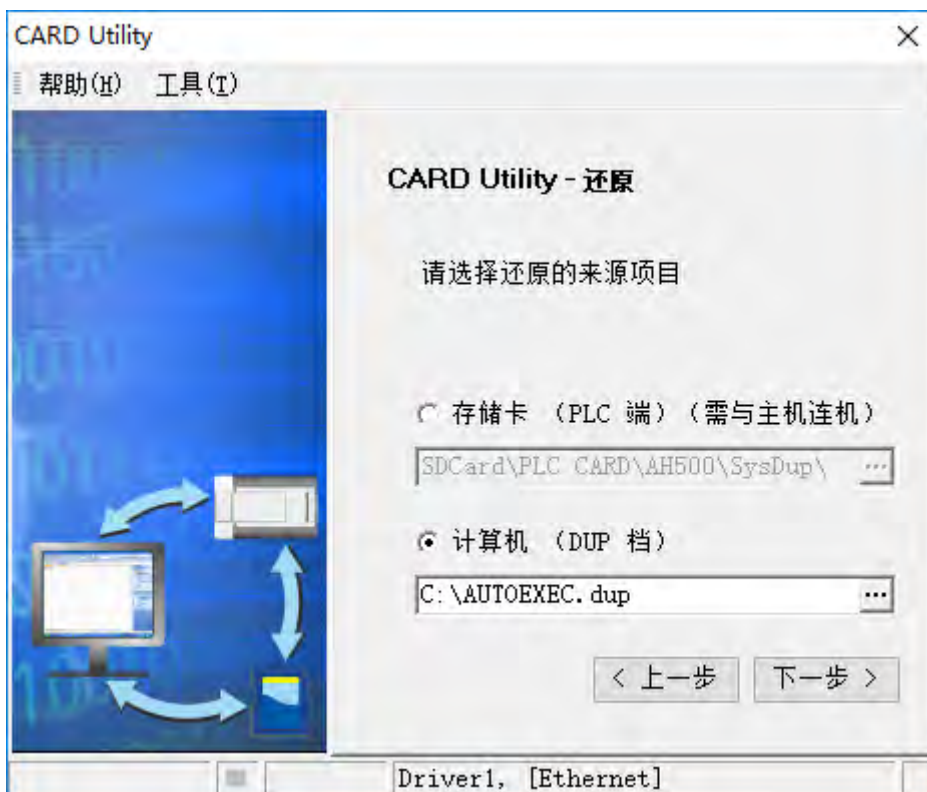 CARD Utility
帮助(H) 工具(T)
CARD Utility - 还原
请选择还原的来源项目
存储卡 （PLC 端）（需与主机连机）
SDCard\PLC CARD\AH500\SysDup\ ...
计算机 （DUP 档）
C:\AUTOEXEC.dup ...
< 上一步 下一步 >
Driver1, [Ethernet]